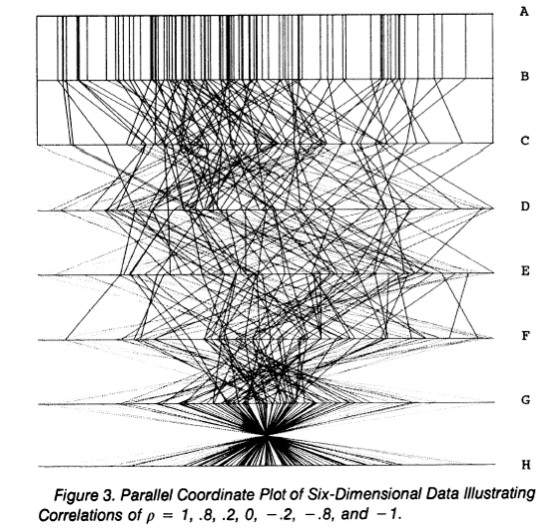 A
B
C
D
E
F
G
H
Figure 3. Parallel Coordinate Plot of Six-Dimensional Data Illustrating
Correlations of ρ = 1, .8, .2, 0, −.2, −.8, and −1.